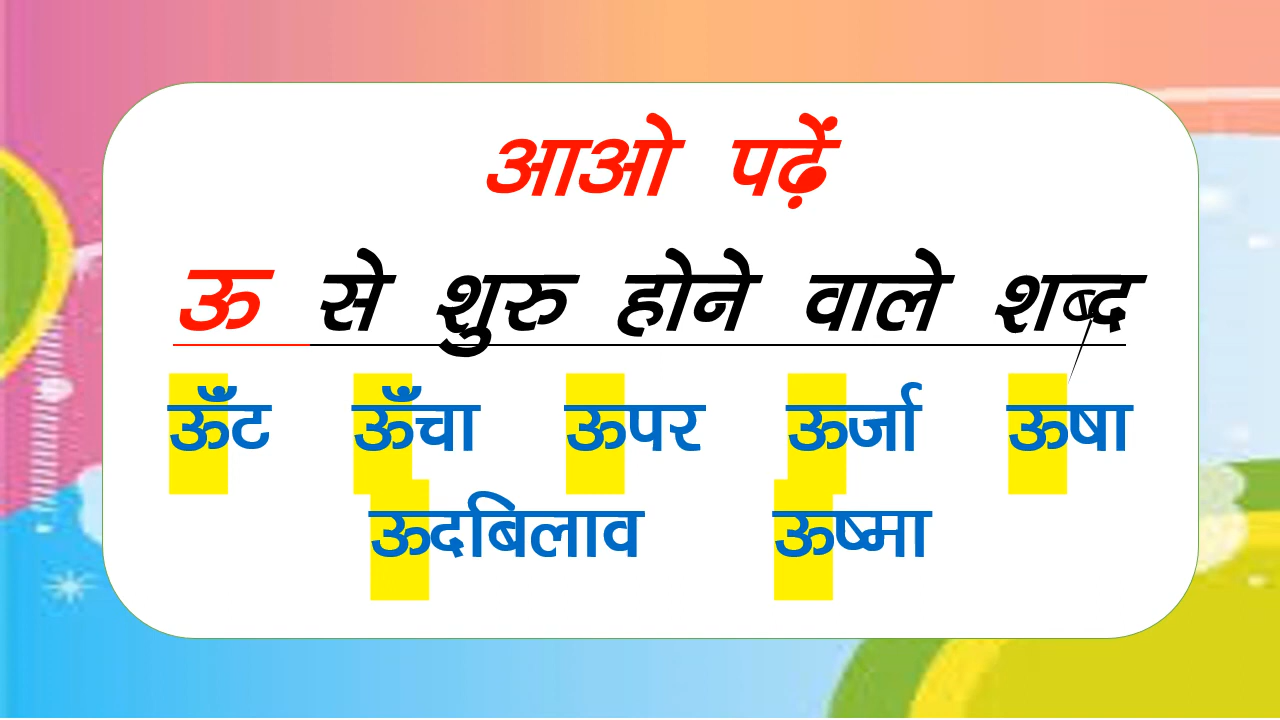 आओ पढ़ें
ऊ से शुरु होने वाले शब्द
ऊँट ऊँचा ऊपर ऊर्जा ऊषा
ऊदबिलाव ऊष्मा